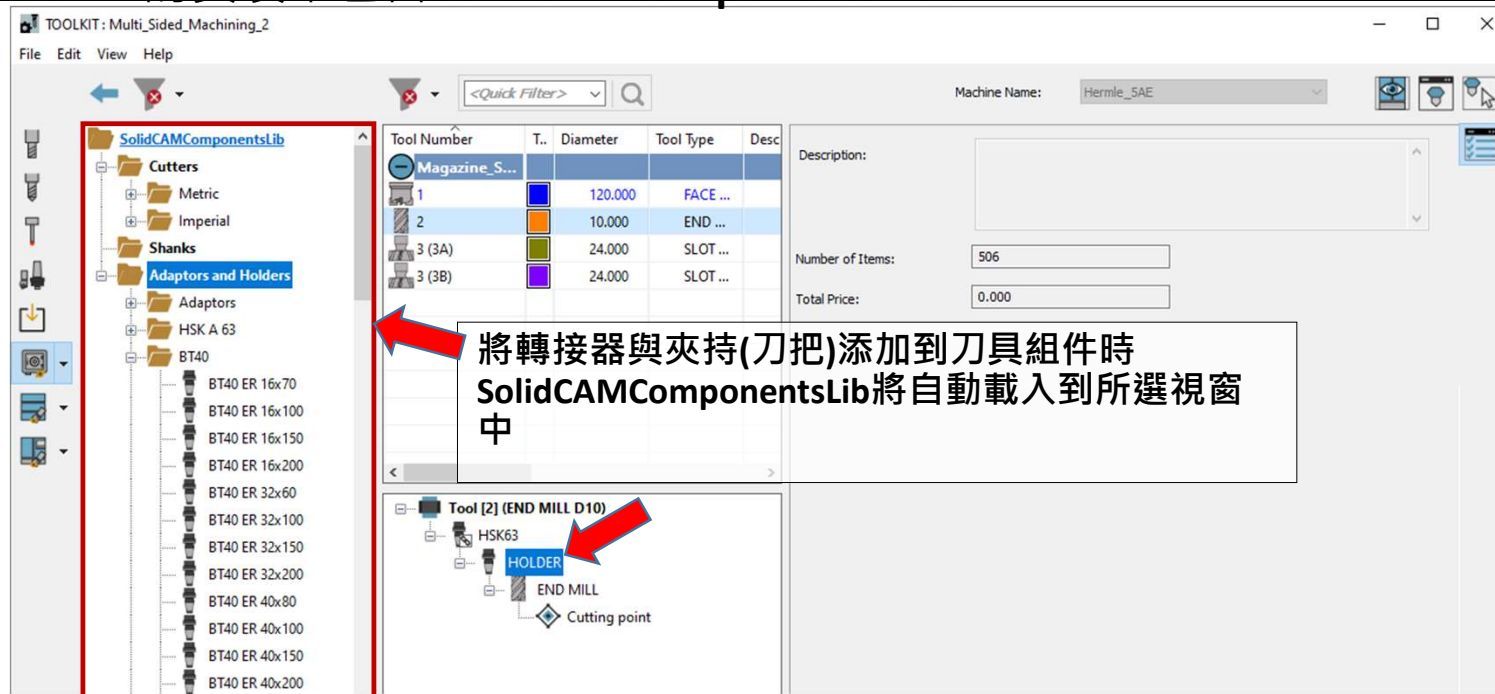 TOOLKIT : Multi_Sided_Machining_2
File Edit View Help
<Quick Filter>
Machine Name: Hermle_5AE
SolidCAMComponentsLib
Cutters
Metric
Imperial
Shanks
Adaptors and Holders
Adaptors
HSK A 63
BT40
BT40 ER 16x70
BT40 ER 16x100
BT40 ER 16x150
BT40 ER 16x200
BT40 ER 32x60
BT40 ER 32x100
BT40 ER 32x150
BT40 ER 32x200
BT40 ER 40x80
BT40 ER 40x100
BT40 ER 40x150
BT40 ER 40x200
Tool Number T.. Diameter Tool Type Desc
Magazine_S...
1 120.000 FACE ...
2 10.000 END ...
3 (3A) 24.000 SLOT ...
3 (3B) 24.000 SLOT ...
Description:
Number of Items: 506
Total Price: 0.000
將轉接器與夾持(刀把)添加到刀具組件時
SolidCAMComponentsLib將自動載入到所選視窗
中
Tool [2] (END MILL D10)
HSK63
HOLDER
END MILL
Cutting point